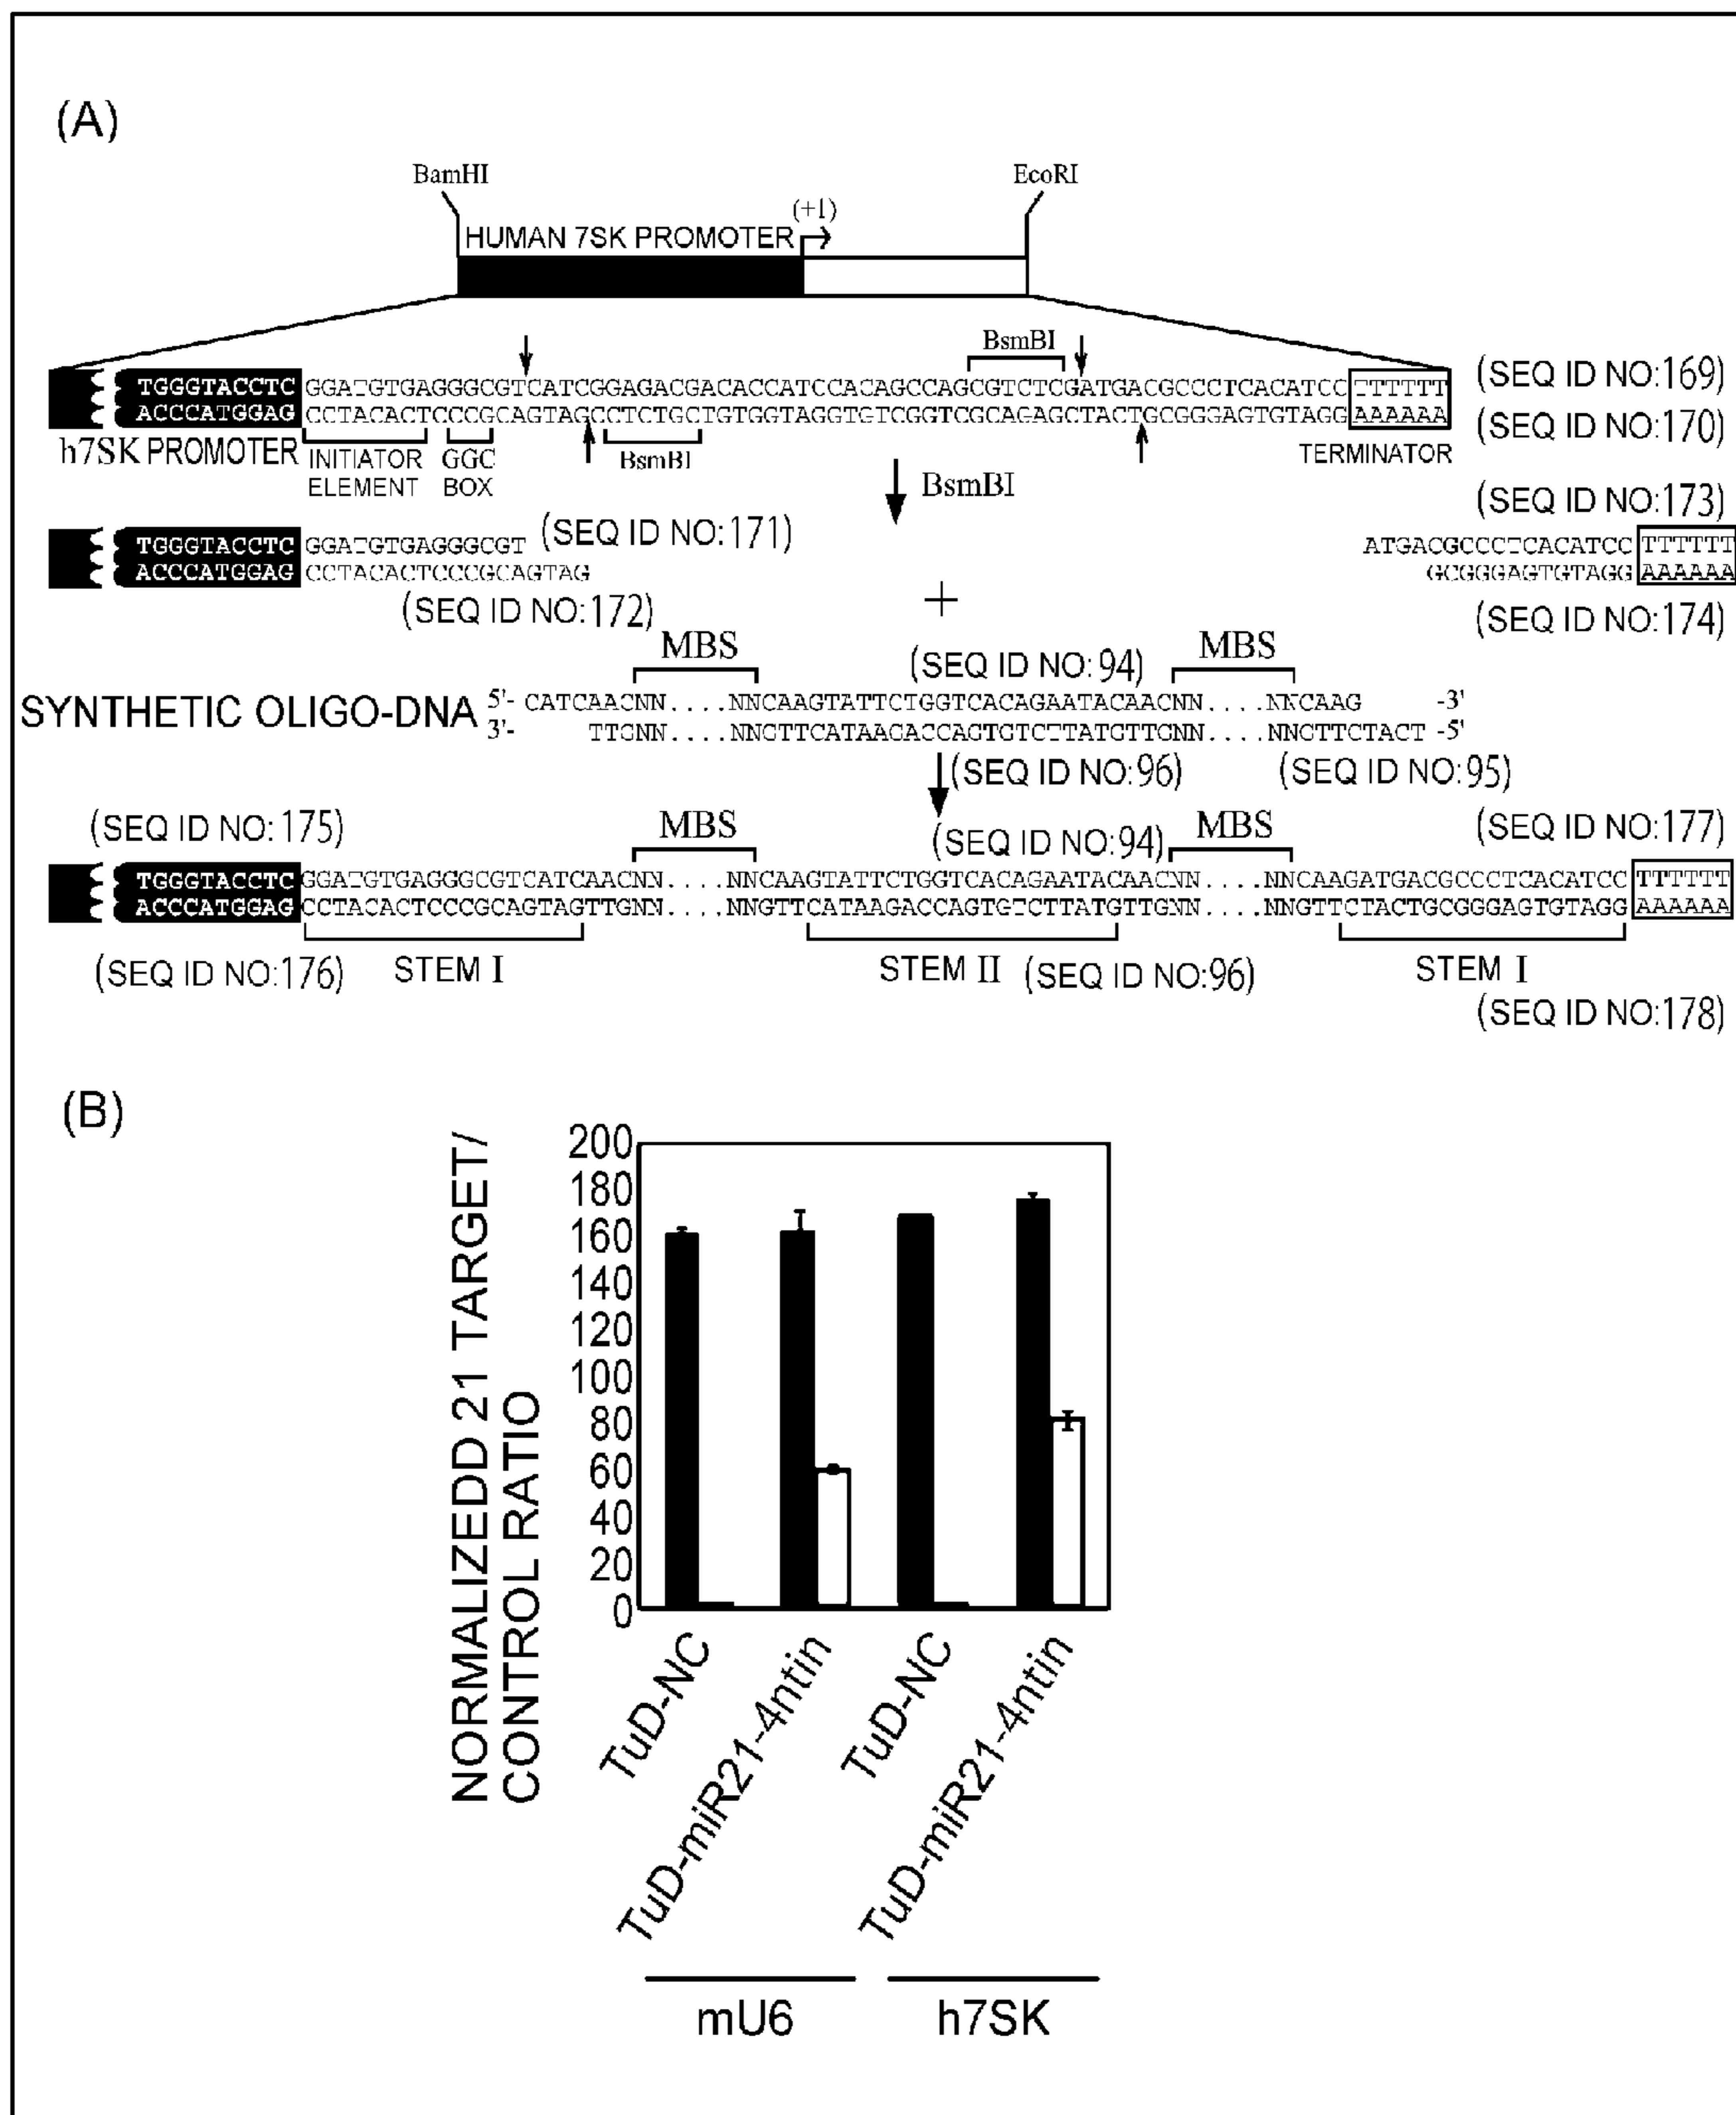 (A)
BamHI
EcoRI
(+1)
HUMAN 7SK PROMOTER
BsmBI
TGGGTACCTC GGATGTGAGGGCGTCATCGGAGACGACACCATCCACAGCCAGCGTCTCGATGACGCCCTCACATCC TTTTTT (SEQ ID NO:169)
ACCCATGGAG CCTACACTCCCGCAGTAGCCTCTGCTGTGGTAGGTGTCGGTCGCAGAGCTACTGCGGGAGTGTAGG AAAAAA (SEQ ID NO:170)
h7SK PROMOTER INITIATOR ELEMENT GGC BOX BsmBI TERMINATOR
BsmBI
(SEQ ID NO:173)
TGGGTACCTC GGATGTGAGGGCGT (SEQ ID NO:171) ATGACGCCCTCACATCC TTTTTT
ACCCATGGAG CCTACACTCCCGCAGTAG GCGGGAGTGTAGG AAAAAA
(SEQ ID NO:172) + (SEQ ID NO:174)
MBS (SEQ ID NO:94) MBS
SYNTHETIC OLIGO-DNA
5'- CATCAACNN....NNCAAGTATTCTGGTCACAGAATACAACNN....NNCAAG -3'
3'- TTGNN....NNGTTCATAAGACCAGTGTCTTATGTTGNN....NNGTTCTACT -5'
(SEQ ID NO:96) (SEQ ID NO:95)
(SEQ ID NO:175) MBS (SEQ ID NO:94) MBS (SEQ ID NO:177)
TGGGTACCTC GGATGTGAGGGCGTCATCAACNN....NNCAAGTATTCTGGTCACAGAATACAACNN....NNCAAGATGACGCCCTCACATCC TTTTTT
ACCCATGGAG CCTACACTCCCGCAGTAGTTGNN....NNGTTCATAAGACCAGTGTCTTATGTTGNN....NNGTTCTACTGCGGGAGTGTAGG AAAAAA
(SEQ ID NO:176) STEM I STEM II (SEQ ID NO:96) STEM I
(SEQ ID NO:178)
(B)
NORMALIZEDD 21 TARGET/
CONTROL RATIO
200
180
160
140
120
100
80
60
40
20
0
TuD-NC
TuD-miR21-4ntin
TuD-NC
TuD-miR21-4ntin
mU6
h7SK